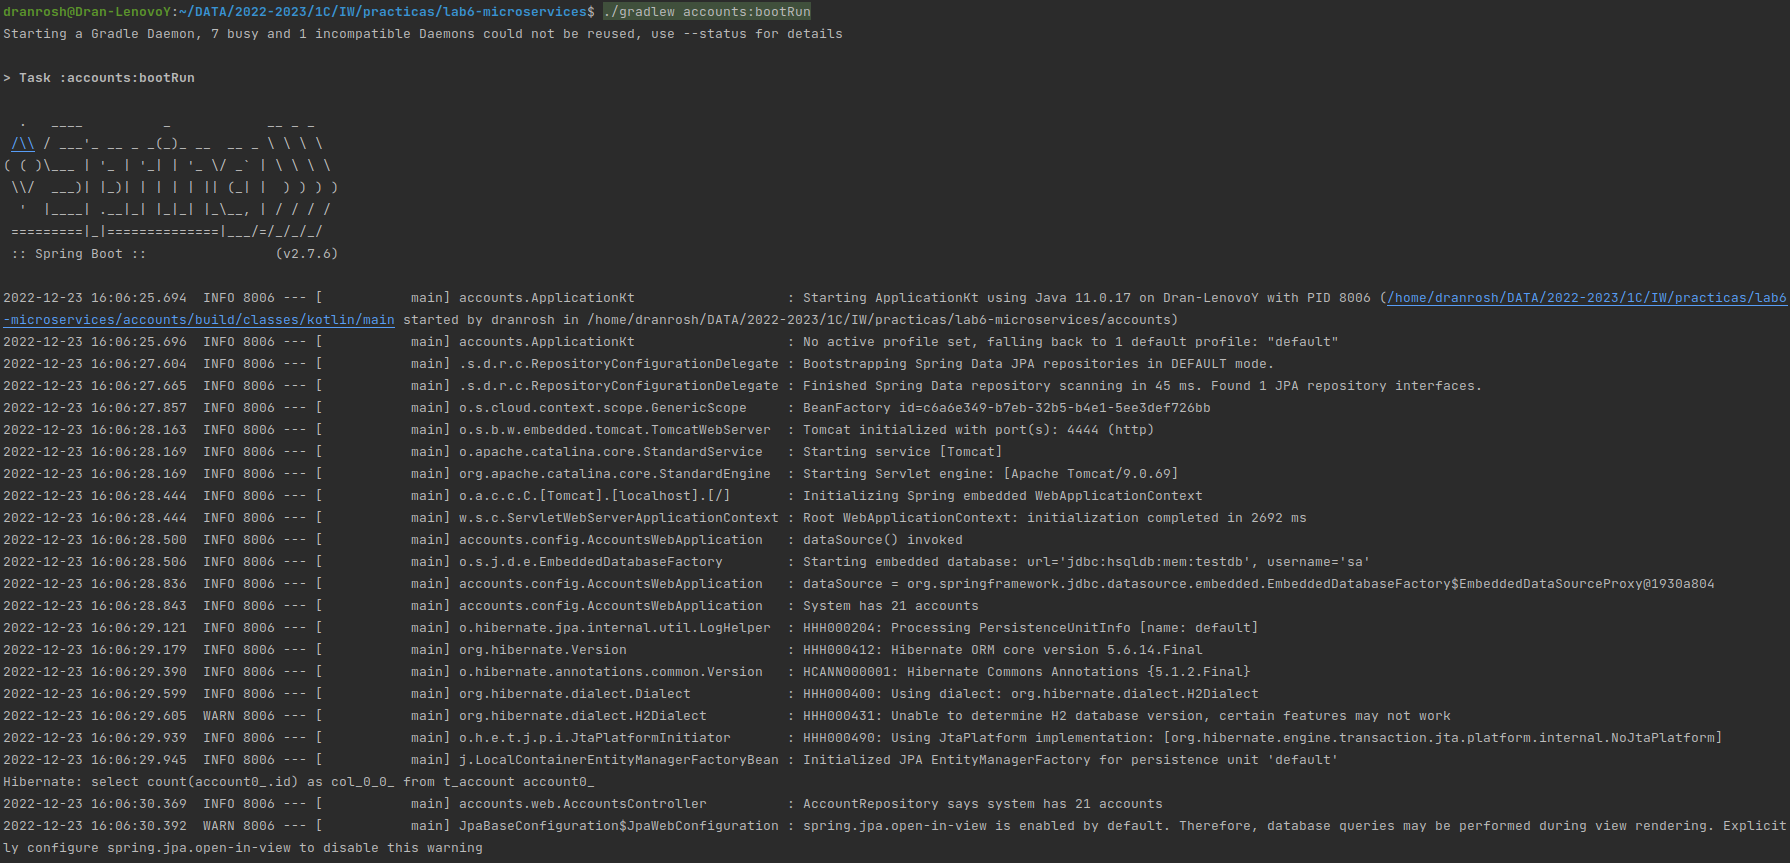 dranrosh@Dran-LenovoY:~/DATA/2022-2023/1C/IW/practicas/lab6-microservices$ ./gradlew accounts:bootRun
Starting a Gradle Daemon, 7 busy and 1 incompatible Daemons could not be reused, use --status for details
> Task :accounts:bootRun
  .   ____          _            __ _ _
 /\\ / ___'_ __ _ _(_)_ __  __ _ \ \ \ \
( ( )\___ | '_ | '_| | '_ \/ _` | \ \ \ \
 \\/  ___)| |_)| | | | | || (_| |  ) ) ) )
  '  |____| .__|_| |_|_| |_\__, | / / / /
 =========|_|==============|___/=/_/_/_/
 :: Spring Boot ::                (v2.7.6)
2022-12-23 16:06:25.694  INFO 8006 --- [           main] accounts.ApplicationKt                   : Starting ApplicationKt using Java 11.0.17 on Dran-LenovoY with PID 8006 (/home/dranrosh/DATA/2022-2023/1C/IW/practicas/lab6
-microservices/accounts/build/classes/kotlin/main started by dranrosh in /home/dranrosh/DATA/2022-2023/1C/IW/practicas/lab6-microservices/accounts)
2022-12-23 16:06:25.696  INFO 8006 --- [           main] accounts.ApplicationKt                   : No active profile set, falling back to 1 default profile: "default"
2022-12-23 16:06:27.604  INFO 8006 --- [           main] .s.d.r.c.RepositoryConfigurationDelegate : Bootstrapping Spring Data JPA repositories in DEFAULT mode.
2022-12-23 16:06:27.665  INFO 8006 --- [           main] .s.d.r.c.RepositoryConfigurationDelegate : Finished Spring Data repository scanning in 45 ms. Found 1 JPA repository interfaces.
2022-12-23 16:06:27.857  INFO 8006 --- [           main] o.s.cloud.context.scope.GenericScope     : BeanFactory id=c6a6e349-b7eb-32b5-b4e1-5ee3def726bb
2022-12-23 16:06:28.163  INFO 8006 --- [           main] o.s.b.w.embedded.tomcat.TomcatWebServer  : Tomcat initialized with port(s): 4444 (http)
2022-12-23 16:06:28.169  INFO 8006 --- [           main] o.apache.catalina.core.StandardService   : Starting service [Tomcat]
2022-12-23 16:06:28.169  INFO 8006 --- [           main] org.apache.catalina.core.StandardEngine  : Starting Servlet engine: [Apache Tomcat/9.0.69]
2022-12-23 16:06:28.444  INFO 8006 --- [           main] o.a.c.c.C.[Tomcat].[localhost].[/]       : Initializing Spring embedded WebApplicationContext
2022-12-23 16:06:28.444  INFO 8006 --- [           main] w.s.c.ServletWebServerApplicationContext : Root WebApplicationContext: initialization completed in 2692 ms
2022-12-23 16:06:28.500  INFO 8006 --- [           main] accounts.config.AccountsWebApplication   : dataSource() invoked
2022-12-23 16:06:28.506  INFO 8006 --- [           main] o.s.j.d.e.EmbeddedDatabaseFactory        : Starting embedded database: url='jdbc:hsqldb:mem:testdb', username='sa'
2022-12-23 16:06:28.836  INFO 8006 --- [           main] accounts.config.AccountsWebApplication   : dataSource = org.springframework.jdbc.datasource.embedded.EmbeddedDatabaseFactory$EmbeddedDataSourceProxy@1930a804
2022-12-23 16:06:28.843  INFO 8006 --- [           main] accounts.config.AccountsWebApplication   : System has 21 accounts
2022-12-23 16:06:29.121  INFO 8006 --- [           main] o.hibernate.jpa.internal.util.LogHelper  : HHH000204: Processing PersistenceUnitInfo [name: default]
2022-12-23 16:06:29.179  INFO 8006 --- [           main] org.hibernate.Version                    : HHH000412: Hibernate ORM core version 5.6.14.Final
2022-12-23 16:06:29.390  INFO 8006 --- [           main] o.hibernate.annotations.common.Version   : HCANN000001: Hibernate Commons Annotations {5.1.2.Final}
2022-12-23 16:06:29.599  INFO 8006 --- [           main] org.hibernate.dialect.Dialect            : HHH000400: Using dialect: org.hibernate.dialect.H2Dialect
2022-12-23 16:06:29.605  WARN 8006 --- [           main] org.hibernate.dialect.H2Dialect          : HHH000431: Unable to determine H2 database version, certain features may not work
2022-12-23 16:06:29.939  INFO 8006 --- [           main] o.h.e.t.j.p.i.JtaPlatformInitiator       : HHH000490: Using JtaPlatform implementation: [org.hibernate.engine.transaction.jta.platform.internal.NoJtaPlatform]
2022-12-23 16:06:29.945  INFO 8006 --- [           main] j.LocalContainerEntityManagerFactoryBean : Initialized JPA EntityManagerFactory for persistence unit 'default'
Hibernate: select count(account0_.id) as col_0_0_ from t_account account0_
2022-12-23 16:06:30.369  INFO 8006 --- [           main] accounts.web.AccountsController          : AccountRepository says system has 21 accounts
2022-12-23 16:06:30.392  WARN 8006 --- [           main] JpaBaseConfiguration$JpaWebConfiguration : spring.jpa.open-in-view is enabled by default. Therefore, database queries may be performed during view rendering. Explicit
ly configure spring.jpa.open-in-view to disable this warning